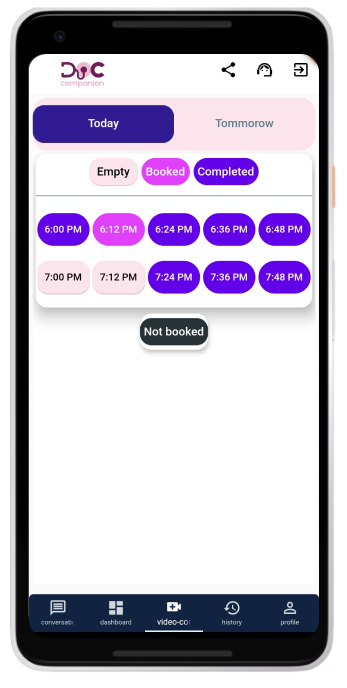 DOC
companion
Today Tommorow
Empty Booked Completed
6:00 PM 6:12 PM 6:24 PM 6:36 PM 6:48 PM
7:00 PM 7:12 PM 7:24 PM 7:36 PM 7:48 PM
Not booked
conversatio dashboard video-co history profile